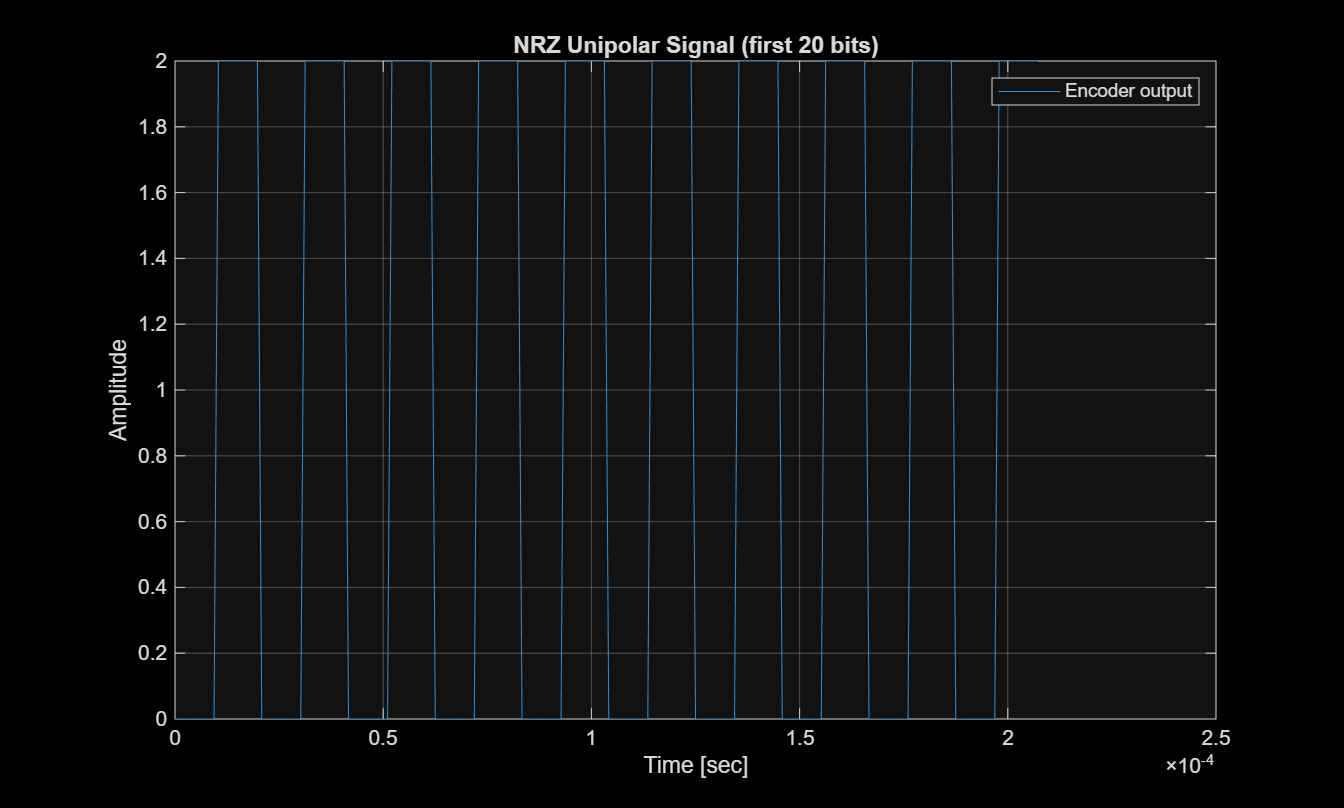 NRZ Unipolar Signal (first 20 bits)
Encoder output
2
1.8
1.6
1.4
1.2
1
0.8
0.6
0.4
0.2
0
Amplitude
0 0.5 1 1.5 2 2.5
Time [sec]
×10⁻⁴